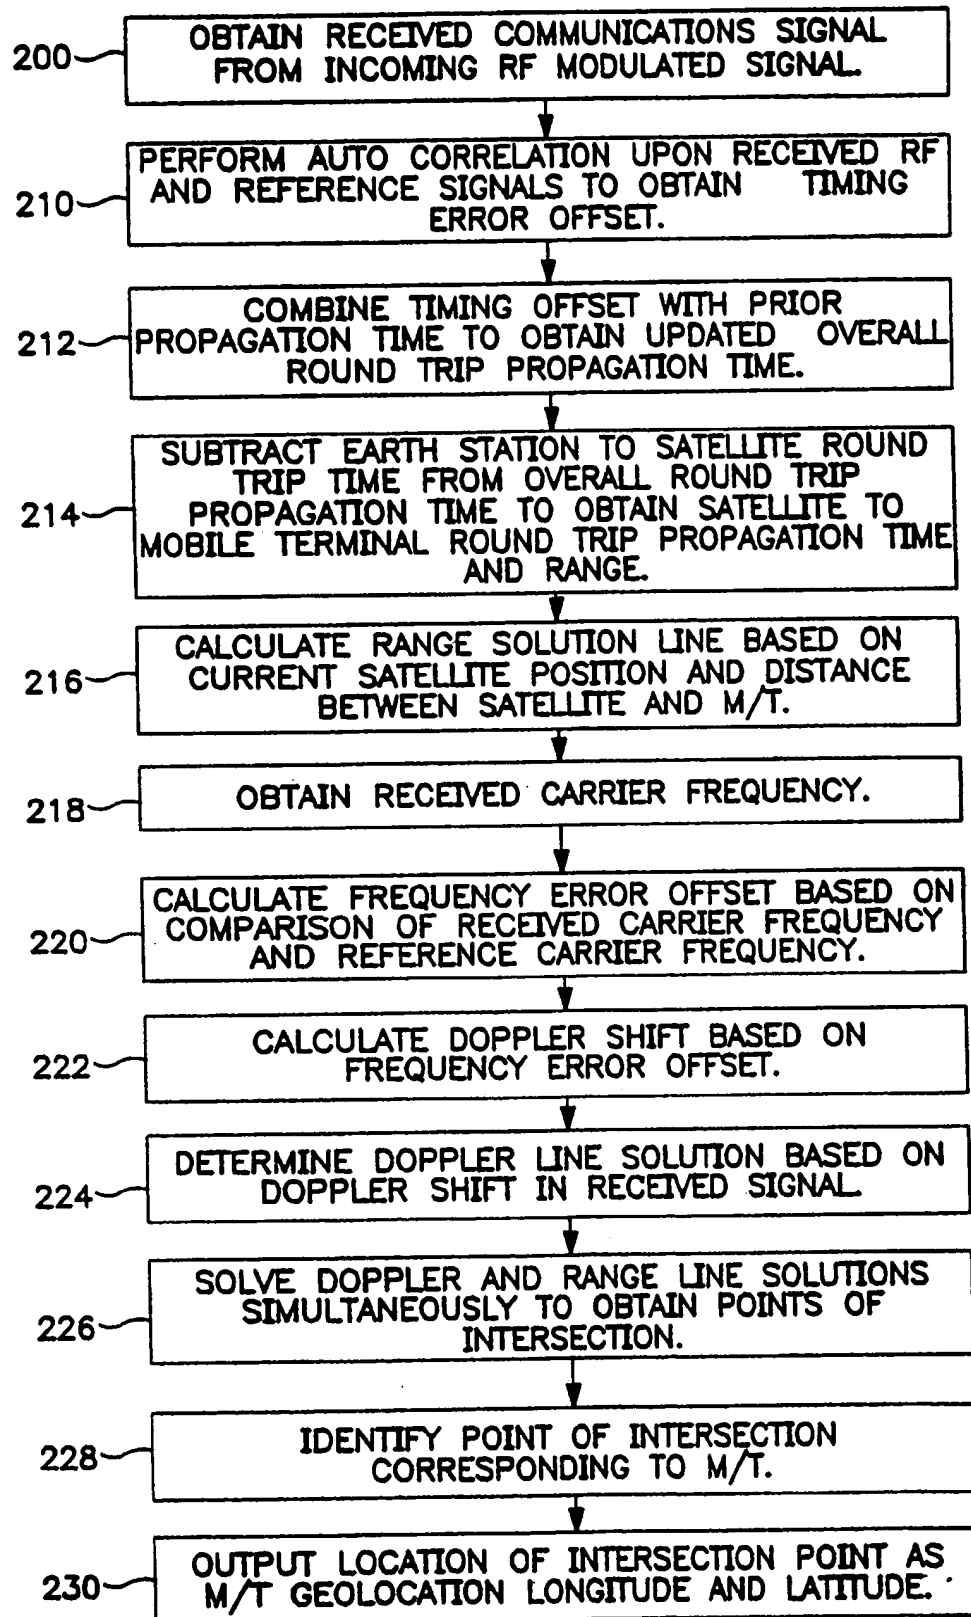 200
OBTAIN RECEIVED COMMUNICATIONS SIGNAL
FROM INCOMING RF MODULATED SIGNAL.
210
PERFORM AUTO CORRELATION UPON RECEIVED RF
AND REFERENCE SIGNALS TO OBTAIN TIMING
ERROR OFFSET.
212
COMBINE TIMING OFFSET WITH PRIOR
PROPAGATION TIME TO OBTAIN UPDATED OVERALL
ROUND TRIP PROPAGATION TIME.
214
SUBTRACT EARTH STATION TO SATELLITE ROUND
TRIP TIME FROM OVERALL ROUND TRIP
PROPAGATION TIME TO OBTAIN SATELLITE TO
MOBILE TERMINAL ROUND TRIP PROPAGATION TIME
AND RANGE.
216
CALCULATE RANGE SOLUTION LINE BASED ON
CURRENT SATELLITE POSITION AND DISTANCE
BETWEEN SATELLITE AND M/T.
218
OBTAIN RECEIVED CARRIER FREQUENCY.
220
CALCULATE FREQUENCY ERROR OFFSET BASED ON
COMPARISON OF RECEIVED CARRIER FREQUENCY
AND REFERENCE CARRIER FREQUENCY.
222
CALCULATE DOPPLER SHIFT BASED ON
FREQUENCY ERROR OFFSET.
224
DETERMINE DOPPLER LINE SOLUTION BASED ON
DOPPLER SHIFT IN RECEIVED SIGNAL.
226
SOLVE DOPPLER AND RANGE LINE SOLUTIONS
SIMULTANEOUSLY TO OBTAIN POINTS OF
INTERSECTION.
228
IDENTIFY POINT OF INTERSECTION
CORRESPONDING TO M/T.
230
OUTPUT LOCATION OF INTERSECTION POINT AS
M/T GEOLOCATION LONGITUDE AND LATITUDE.